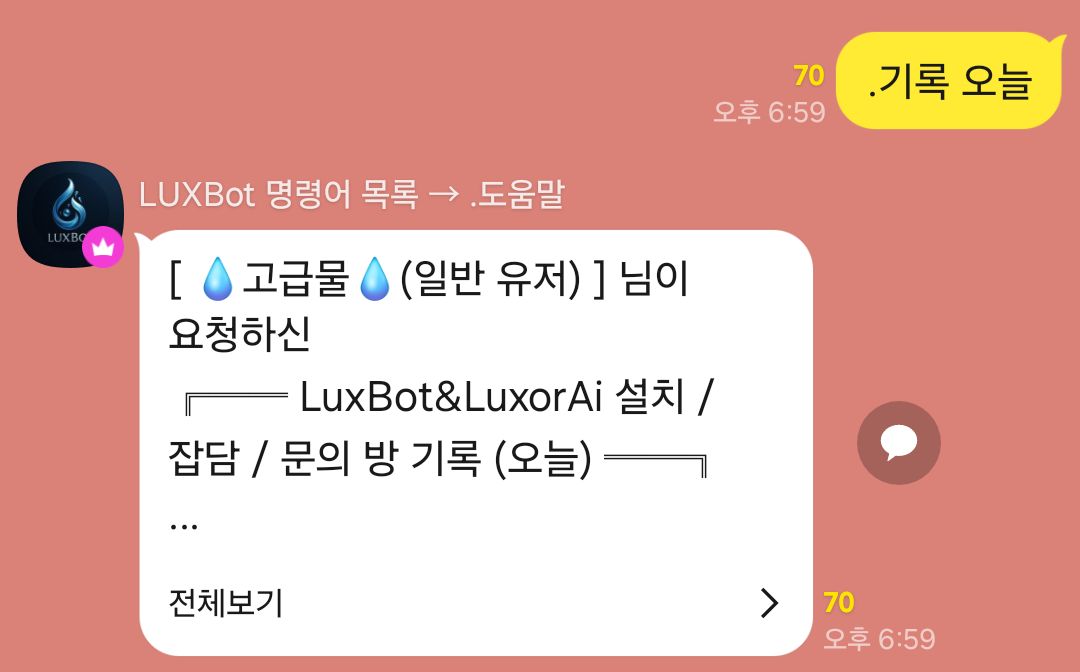 .기록 오늘
70
오후 6:59
LUXBot 명령어 목록 → .도움말
[ 💧고급물💧(일반 유저) ] 님이
요청하신
╔═══ LuxBot&LuxorAi 설치 /
잡담 / 문의 방 기록 (오늘) ═══╗
...
전체보기
70
오후 6:59